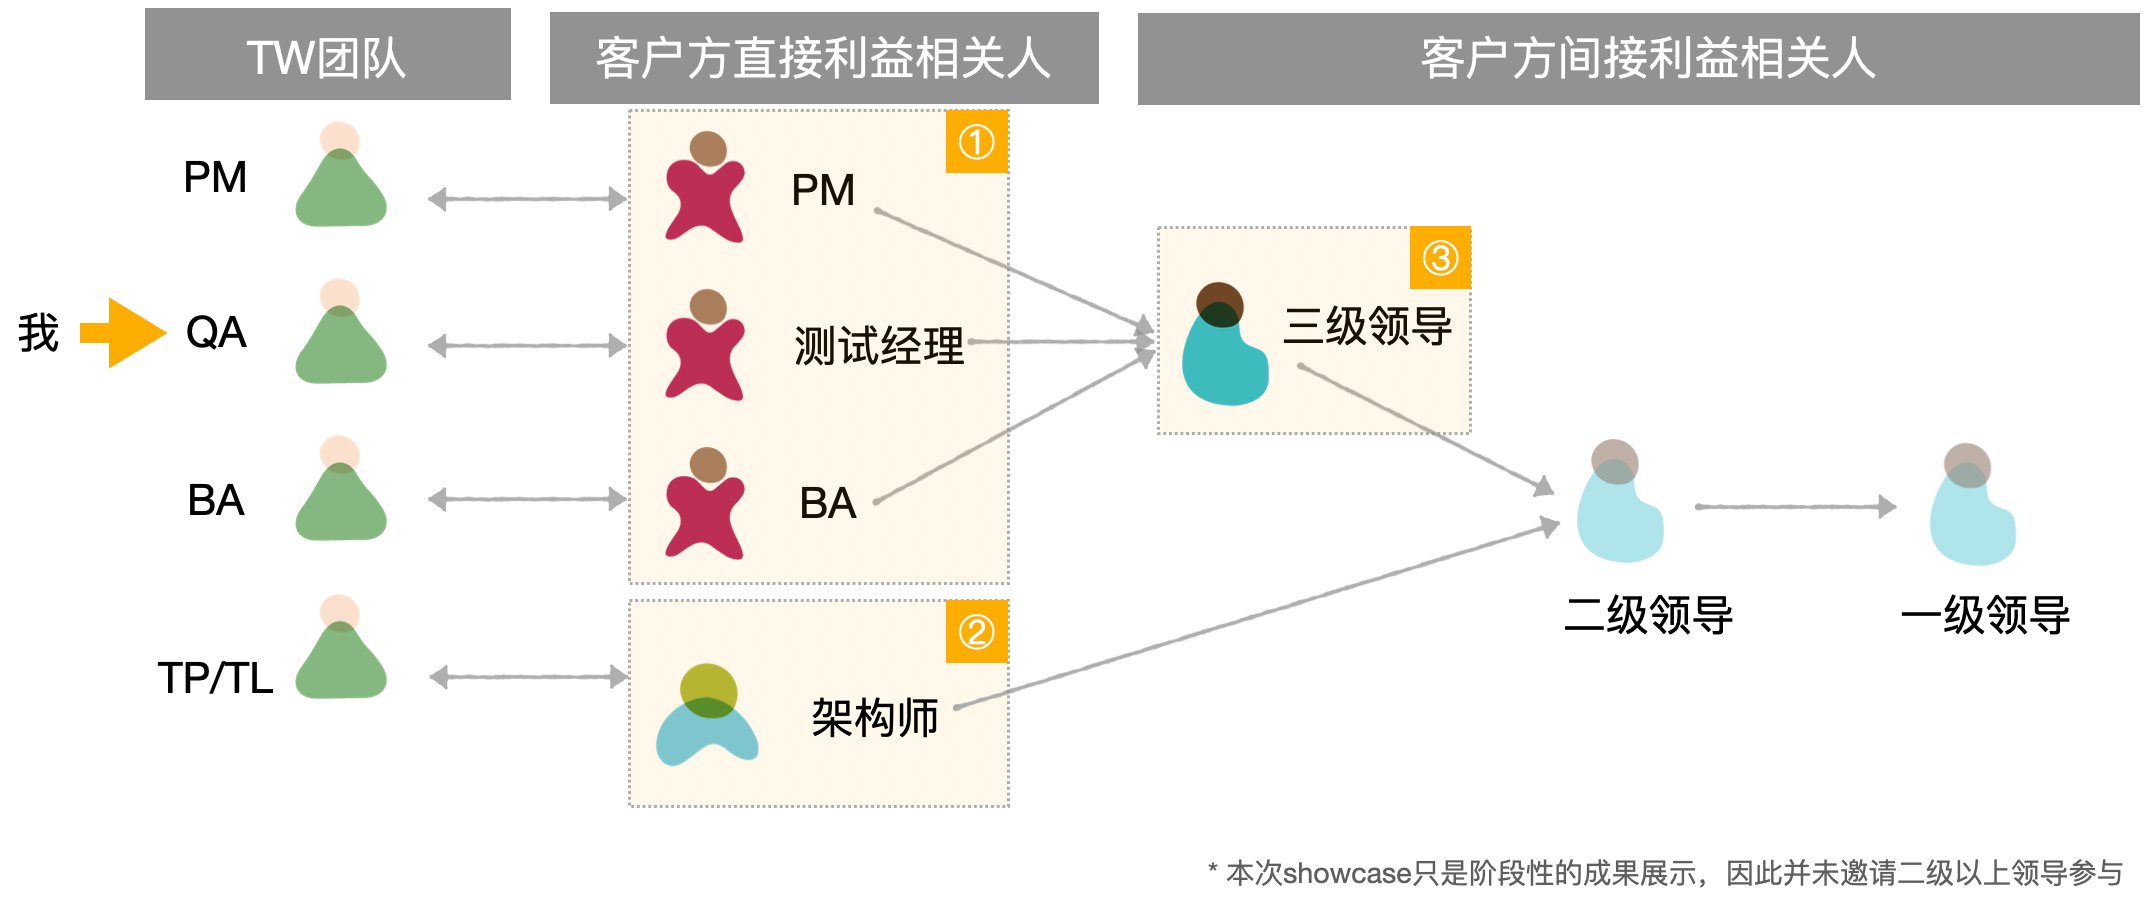 TW团队
客户方直接利益相关人
客户方间接利益相关人
①
PM
PM
③
我
QA
测试经理
三级领导
BA
BA
②
二级领导
一级领导
TP/TL
架构师
* 本次showcase只是阶段性的成果展示，因此并未邀请二级以上领导参与